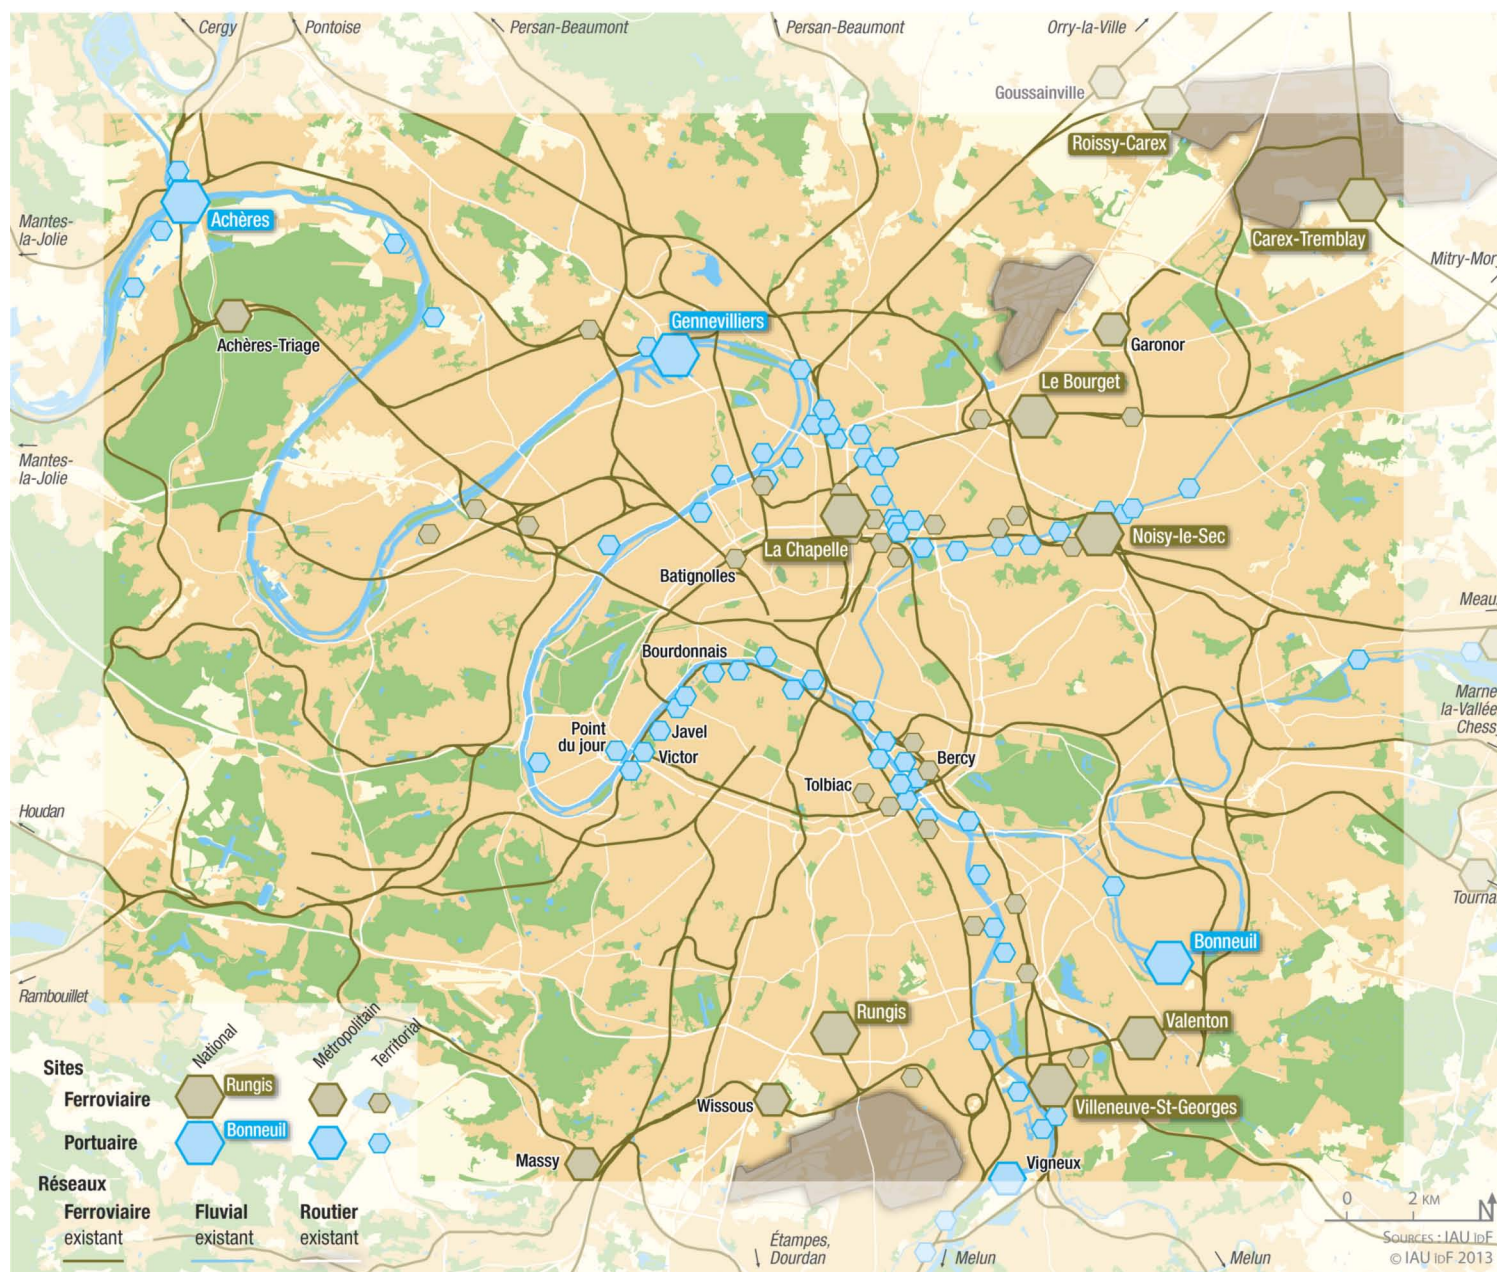 Cergy
Pontoise
Persan-Beaumont
Persan-Beaumont
Orry-la-Ville
Goussainville
Roissy-Carex
Achères
Mantes-
la-Jolie
Carex-Tremblay
Mitry-Mory
Gennevilliers
Achères-Triage
Garonor
Le Bourget
Mantes-
la-Jolie
La Chapelle
Noisy-le-Sec
Batignolles
Meaux
Bourdonnais
Marne-
la-Vallée
Chessy
Point
du jour
Javel
Victor
Bercy
Tolbiac
Houdan
Tournan
Bonneuil
Rambouillet
Rungis
Valenton
Wissous
Villeneuve-St-Georges
Massy
Vigneux
Étampes,
Dourdan
Melun
Melun
National
Métropolitain
Territorial
Sites
Ferroviaire
Rungis
Portuaire
Bonneuil
Réseaux
Ferroviaire
existant
Fluvial
existant
Routier
existant
0 2 KM
N
SOURCES : IAU IDF
© IAU IDF 2013